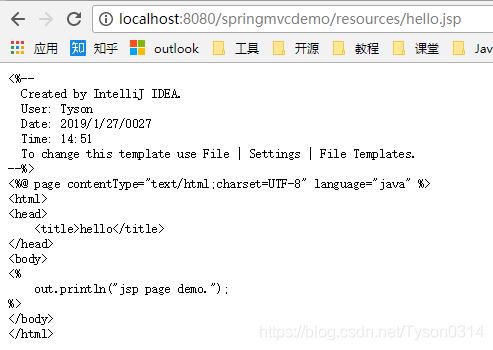 localhost:8080/springmvcdemo/resources/hello.jsp
应用 知 知乎 outlook 工具 开源 教程 课堂 Jav
<%--
  Created by IntelliJ IDEA.
  User: Tyson
  Date: 2019/1/27/0027
  Time: 14:51
  To change this template use File | Settings | File Templates.
--%>
<%@ page contentType="text/html;charset=UTF-8" language="java" %>
<html>
<head>
    <title>hello</title>
</head>
<body>
<%
    out.println("jsp page demo.");
%>
</body>
</html>
https://blog.csdn.net/Tyson0314